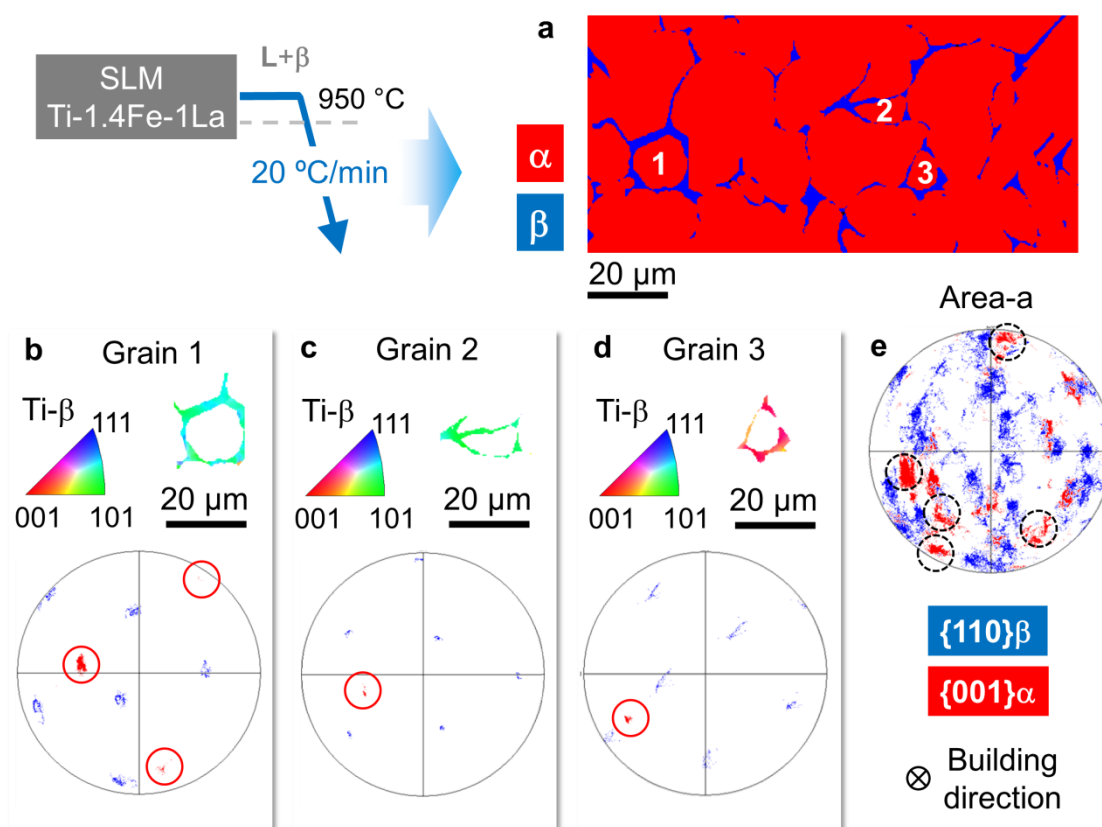 SLM
Ti-1.4Fe-1La
L+β
950 °C
20 ºC/min
α
β
a
1
2
3
20 μm
b
Grain 1
Ti-β
111
001
101
20 μm
c
Grain 2
Ti-β
111
001
101
20 μm
d
Grain 3
Ti-β
111
001
101
20 μm
Area-a
e
{110}β
{001}α
Building
direction